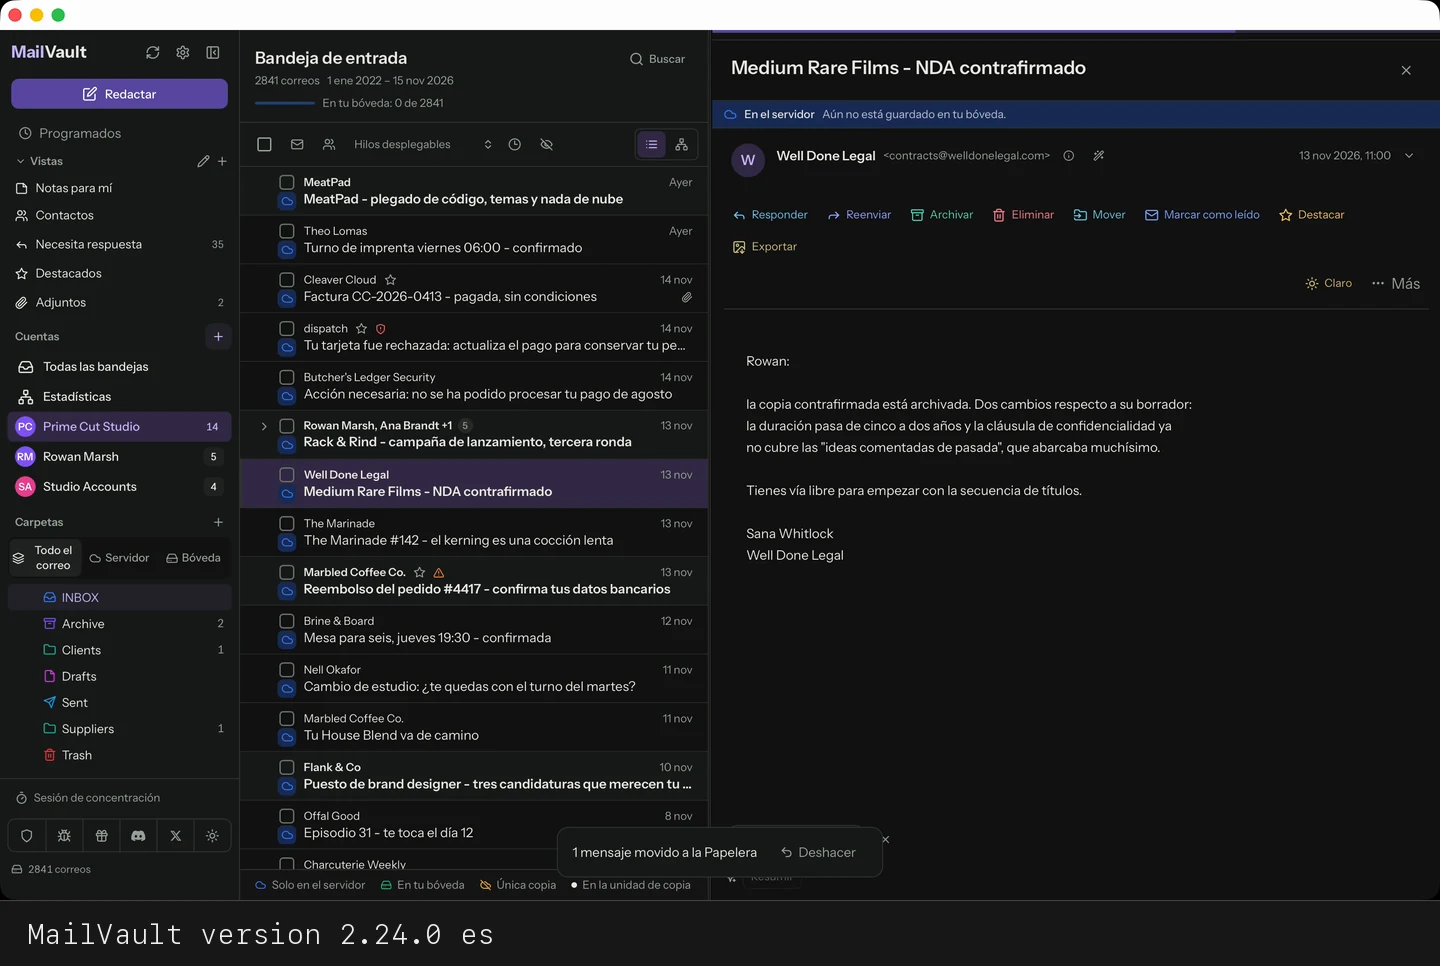 MailVault
Redactar
Programados
Vistas
Notas para mí
Contactos
Necesita respuesta 35
Destacados
Adjuntos 2
Cuentas
Todas las bandejas
Estadísticas
PC Prime Cut Studio 14
RM Rowan Marsh 5
SA Studio Accounts 4
Carpetas
Todo el
correo
Servidor
Bóveda
INBOX
Archive 2
Clients 1
Drafts
Sent
Suppliers 1
Trash
Sesión de concentración
2841 correos
Bandeja de entrada
Buscar
2841 correos 1 ene 2022 – 15 nov 2026
En tu bóveda: 0 de 2841
Hilos desplegables
MeatPad Ayer
MeatPad - plegado de código, temas y nada de nube
Theo Lomas Ayer
Turno de imprenta viernes 06:00 - confirmado
Cleaver Cloud 14 nov
Factura CC-2026-0413 - pagada, sin condiciones
dispatch 14 nov
Tu tarjeta fue rechazada: actualiza el pago para conservar tu pe...
Butcher's Ledger Security 14 nov
Acción necesaria: no se ha podido procesar tu pago de agosto
Rowan Marsh, Ana Brandt +1 5 13 nov
Rack & Rind - campaña de lanzamiento, tercera ronda
Well Done Legal 13 nov
Medium Rare Films - NDA contrafirmado
The Marinade 13 nov
The Marinade #142 - el kerning es una cocción lenta
Marbled Coffee Co. 13 nov
Reembolso del pedido #4417 - confirma tus datos bancarios
Brine & Board 12 nov
Mesa para seis, jueves 19:30 - confirmada
Nell Okafor 11 nov
Cambio de estudio: ¿te quedas con el turno del martes?
Marbled Coffee Co. 11 nov
Tu House Blend va de camino
Flank & Co 10 nov
Puesto de brand designer - tres candidaturas que merecen tu ...
Offal Good 8 nov
Episodio 31 - te toca el día 12
Charcuterie Weekly
Solo en el servidor
En tu bóveda
Única copia
En la unidad de copia
Medium Rare Films - NDA contrafirmado
En el servidor Aún no está guardado en tu bóveda.
W
Well Done Legal <contracts@welldonelegal.com> 13 nov 2026, 11:00
Responder
Reenviar
Archivar
Eliminar
Mover
Marcar como leído
Destacar
Exportar
Claro
Más
Rowan:
la copia contrafirmada está archivada. Dos cambios respecto a su borrador:
la duración pasa de cinco a dos años y la cláusula de confidencialidad ya
no cubre las "ideas comentadas de pasada", que abarcaba muchísimo.
Tienes vía libre para empezar con la secuencia de títulos.
Sana Whitlock
Well Done Legal
1 mensaje movido a la Papelera
Deshacer
MailVault version 2.24.0 es